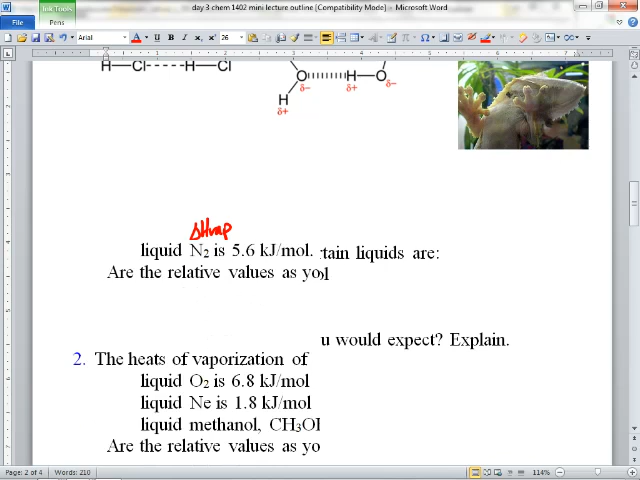 day 3 chem 1402 mini lecture outline [Compatibility Mode] - Microsoft Word
Ink Tools
File Pens
Arial 26
H Cl H Cl
O H O
δ− δ+ δ−
H
δ+
ΔHvap
liquid N2 is 5.6 kJ/mol. rtain liquids are:
Are the relative values as yo
u would expect? Explain.
2. The heats of vaporization of
liquid O2 is 6.8 kJ/mol
liquid Ne is 1.8 kJ/mol
liquid methanol, CH3O
Are the relative values as yo
Page: 2 of 4 Words: 210 114%